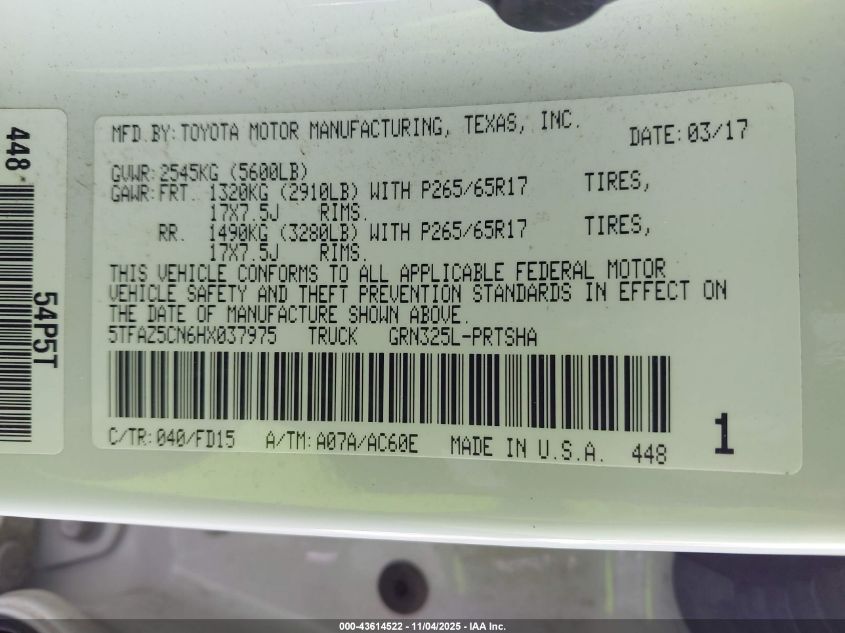 448*
54P5T
MFD.BY:TOYOTA MOTOR MANUFACTURING, TEXAS, INC. DATE:03/17
GVWR:2545KG (5600LB)
GAWR:FRT. 1320KG (2910LB) WITH P265/65R17 TIRES,
17X7.5J RIMS.
RR. 1490KG (3280LB) WITH P265/65R17 TIRES,
17X7.5J RIMS.
THIS VEHICLE CONFORMS TO ALL APPLICABLE FEDERAL MOTOR
VEHICLE SAFETY AND THEFT PREVENTION STANDARDS IN EFFECT ON
THE DATE OF MANUFACTURE SHOWN ABOVE.
5TFAZ5CN6HX037975 TRUCK GRN325L-PRTSHA
1
C/TR:040/FD15 A/TM:A07A/AC60E MADE IN U.S.A. 448
000-43614522 - 11/04/2025 - IAA Inc.